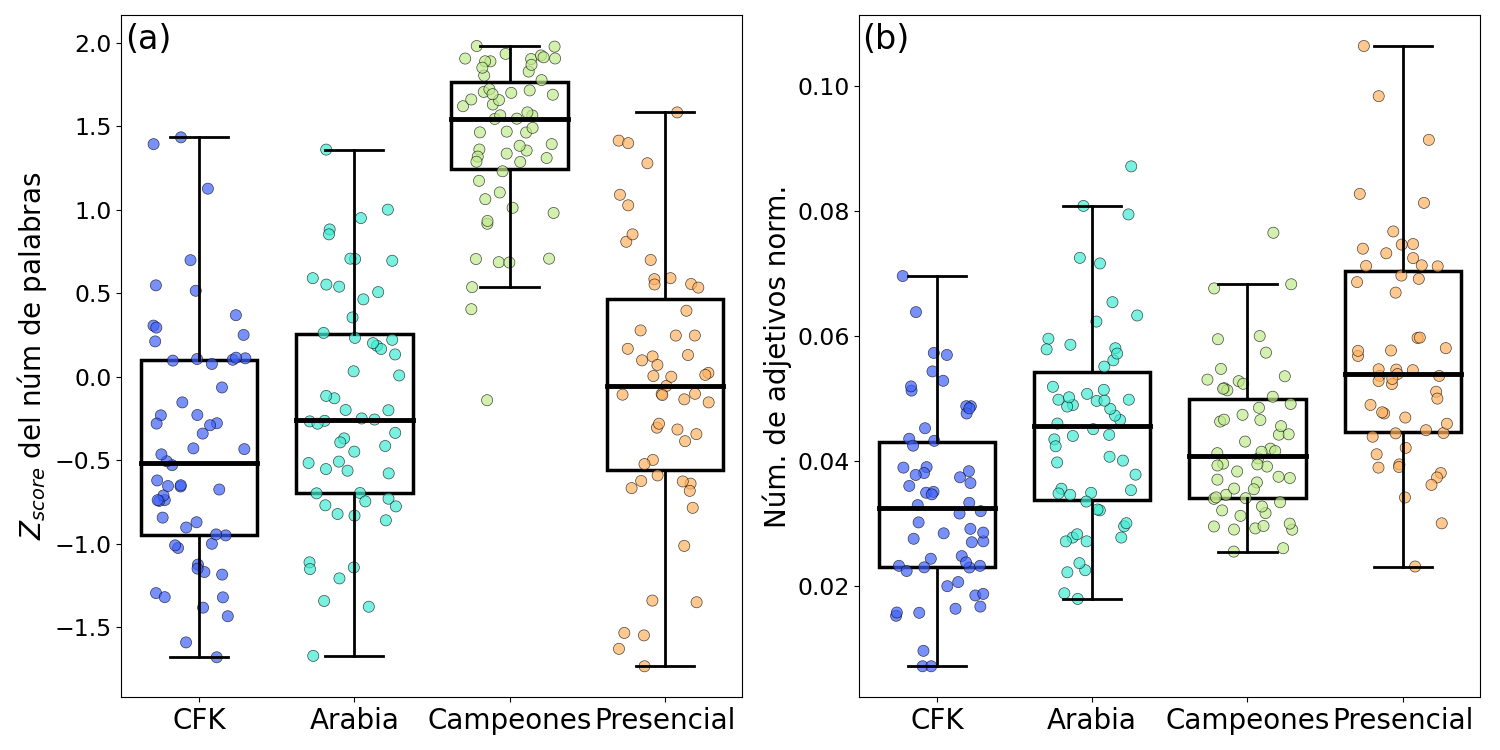 (a)
Z_score del núm de palabras
2.0
1.5
1.0
0.5
0.0
−0.5
−1.0
−1.5
CFK
Arabia
Campeones
Presencial
(b)
Núm. de adjetivos norm.
0.10
0.08
0.06
0.04
0.02
CFK
Arabia
Campeones
Presencial